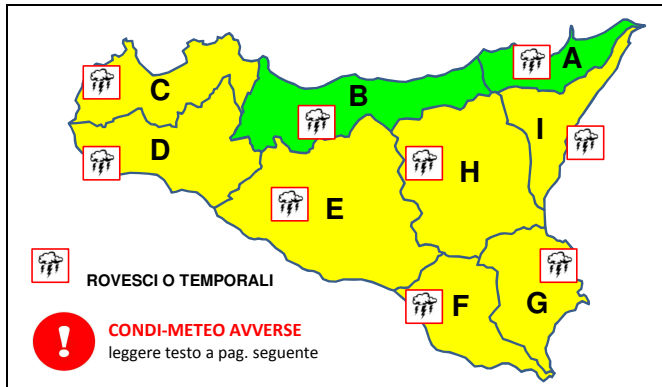 A
B
C
I
D
H
E
F
G
ROVESCI O TEMPORALI
! CONDI-METEO AVVERSE
leggere testo a pag. seguente